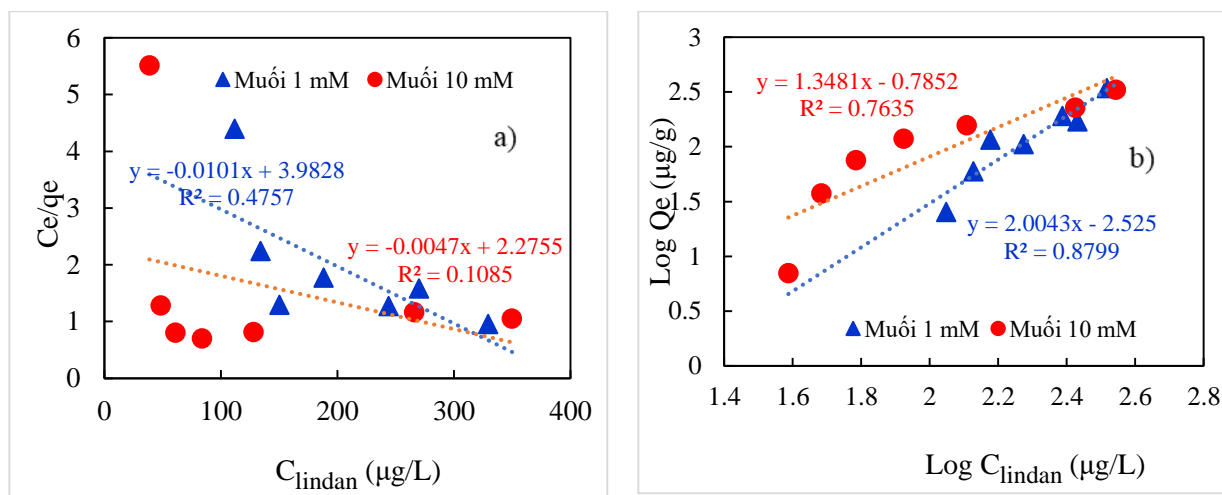 6
5
4
3
2
1
0
0 100 200 300 400
Ce/qe
C_lindan (μg/L)
Muối 1 mM Muối 10 mM
a)
y = -0.0101x + 3.9828
R² = 0.4757
y = -0.0047x + 2.2755
R² = 0.1085
3
2.5
2
1.5
1
0.5
0
1.4 1.6 1.8 2 2.2 2.4 2.6 2.8
Log Qe (μg/g)
Log C_lindan (μg/L)
y = 1.3481x - 0.7852
R² = 0.7635
b)
y = 2.0043x - 2.525
R² = 0.8799
Muối 1 mM Muối 10 mM